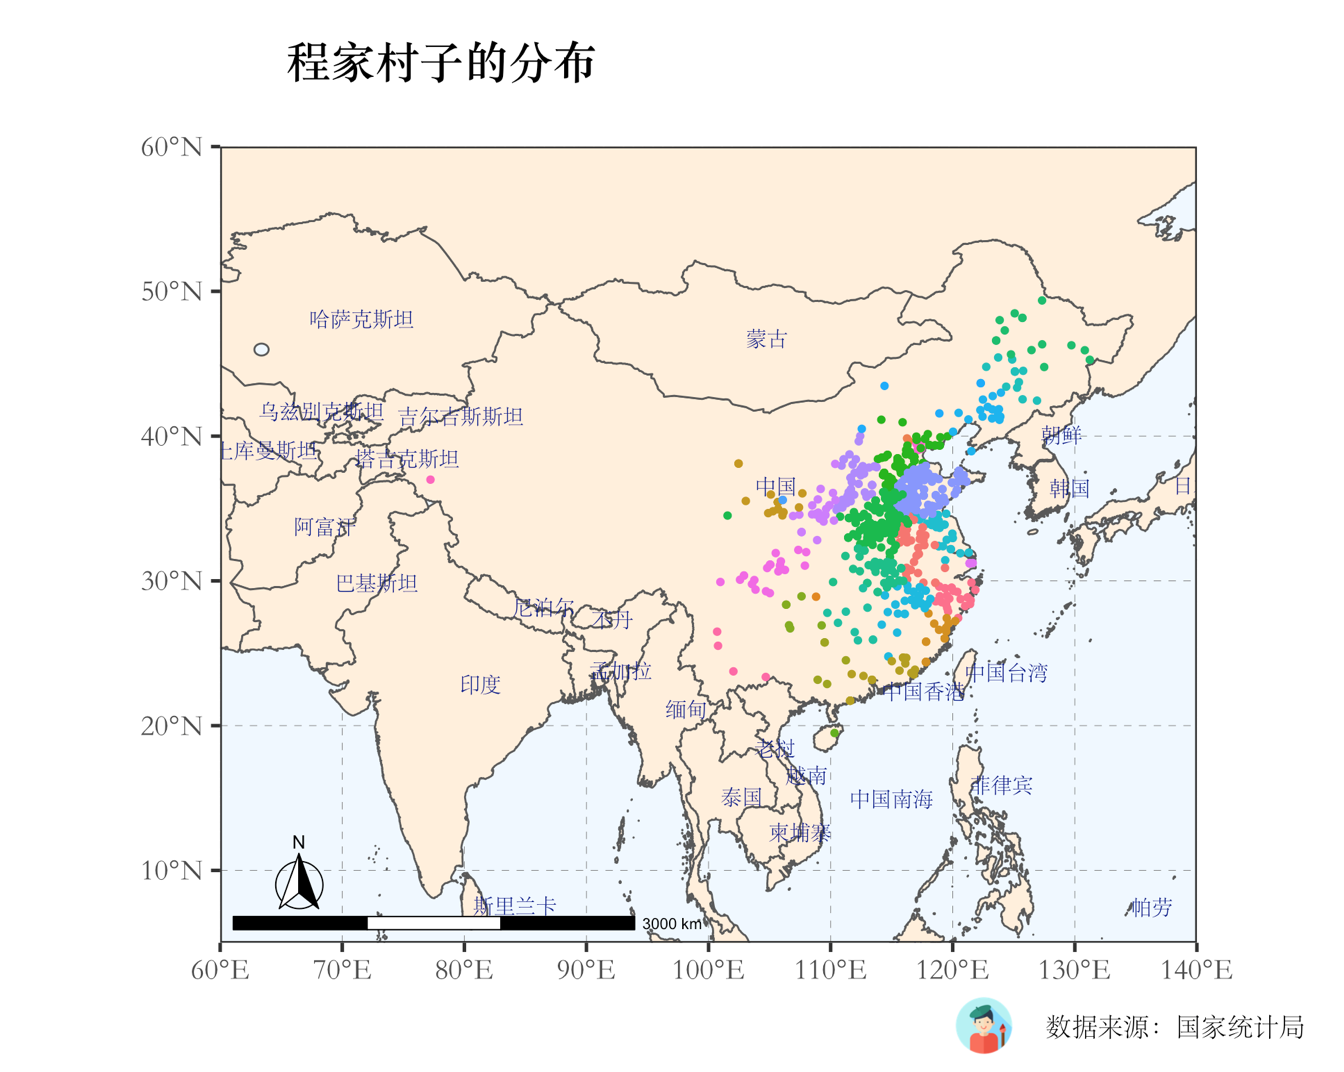 程家村子的分布
60°N
50°N
哈萨克斯坦
蒙古
乌兹别克斯坦
吉尔吉斯斯坦
40°N
朝鲜
土库曼斯坦
塔吉克斯坦
中国
韩国
日
阿富汗
30°N
巴基斯坦
尼泊尔
不丹
孟加拉
中国台湾
印度
中国香港
缅甸
20°N
老挝
越南
菲律宾
泰国
中国南海
柬埔寨
N
10°N
斯里兰卡
帕劳
3000 km
60°E
70°E
80°E
90°E
100°E
110°E
120°E
130°E
140°E
数据来源：国家统计局